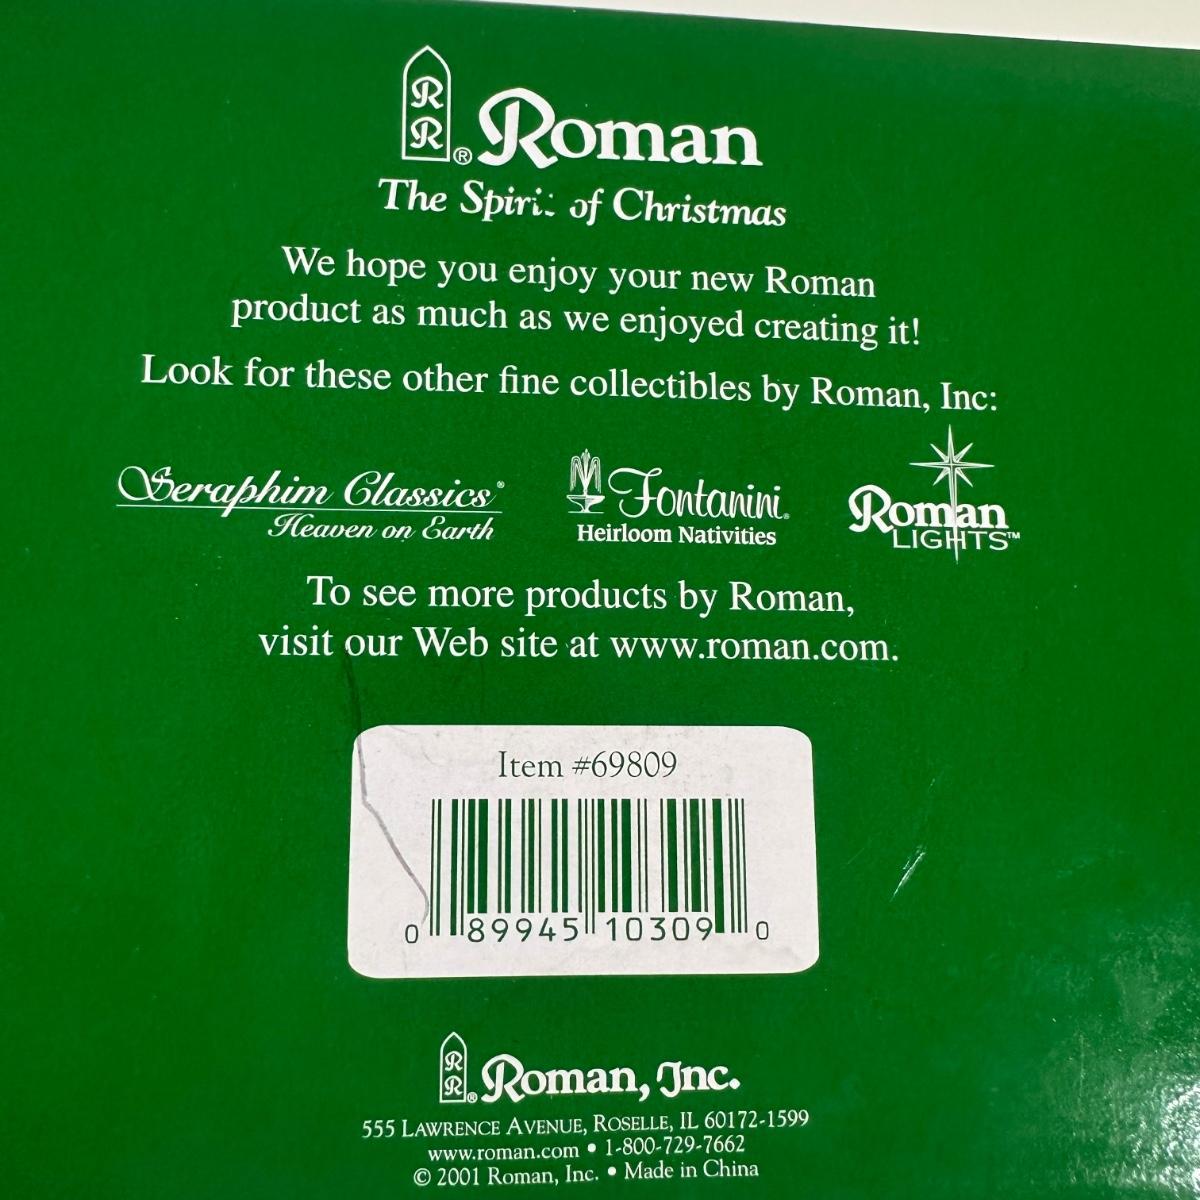 R
R ® Roman
The Spirit of Christmas
We hope you enjoy your new Roman
product as much as we enjoyed creating it!
Look for these other fine collectibles by Roman, Inc:
Seraphim Classics®
Heaven on Earth
Fontanini®
Heirloom Nativities
Roman
LIGHTS™
To see more products by Roman,
visit our Web site at www.roman.com.
Item #69809
0 89945 10309 0
R
R ® Roman, Inc.
555 LAWRENCE AVENUE, ROSELLE, IL 60172-1599
www.roman.com • 1-800-729-7662
© 2001 Roman, Inc. • Made in China